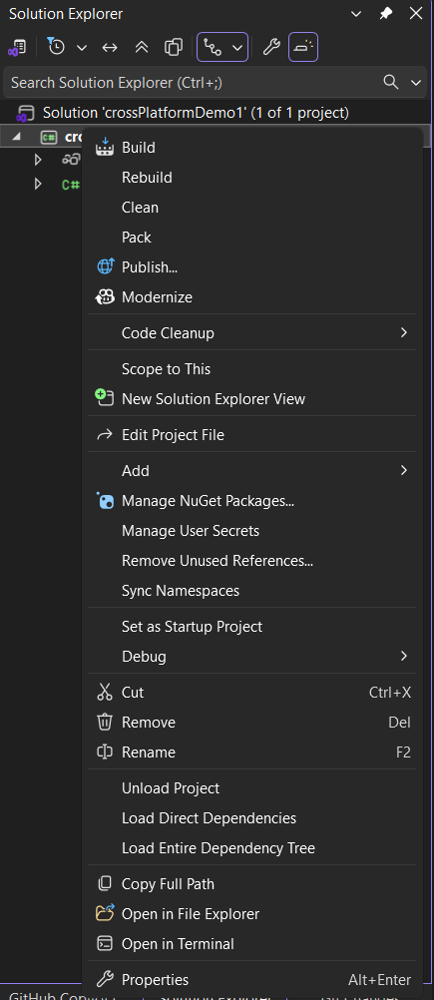 Solution Explorer
Search Solution Explorer (Ctrl+;)
Solution 'crossPlatformDemo1' (1 of 1 project)
C# cro
C#
Build
Rebuild
Clean
Pack
Publish...
Modernize
Code Cleanup
Scope to This
New Solution Explorer View
Edit Project File
Add
Manage NuGet Packages...
Manage User Secrets
Remove Unused References...
Sync Namespaces
Set as Startup Project
Debug
Cut Ctrl+X
Remove Del
Rename F2
Unload Project
Load Direct Dependencies
Load Entire Dependency Tree
Copy Full Path
Open in File Explorer
Open in Terminal
Properties Alt+Enter